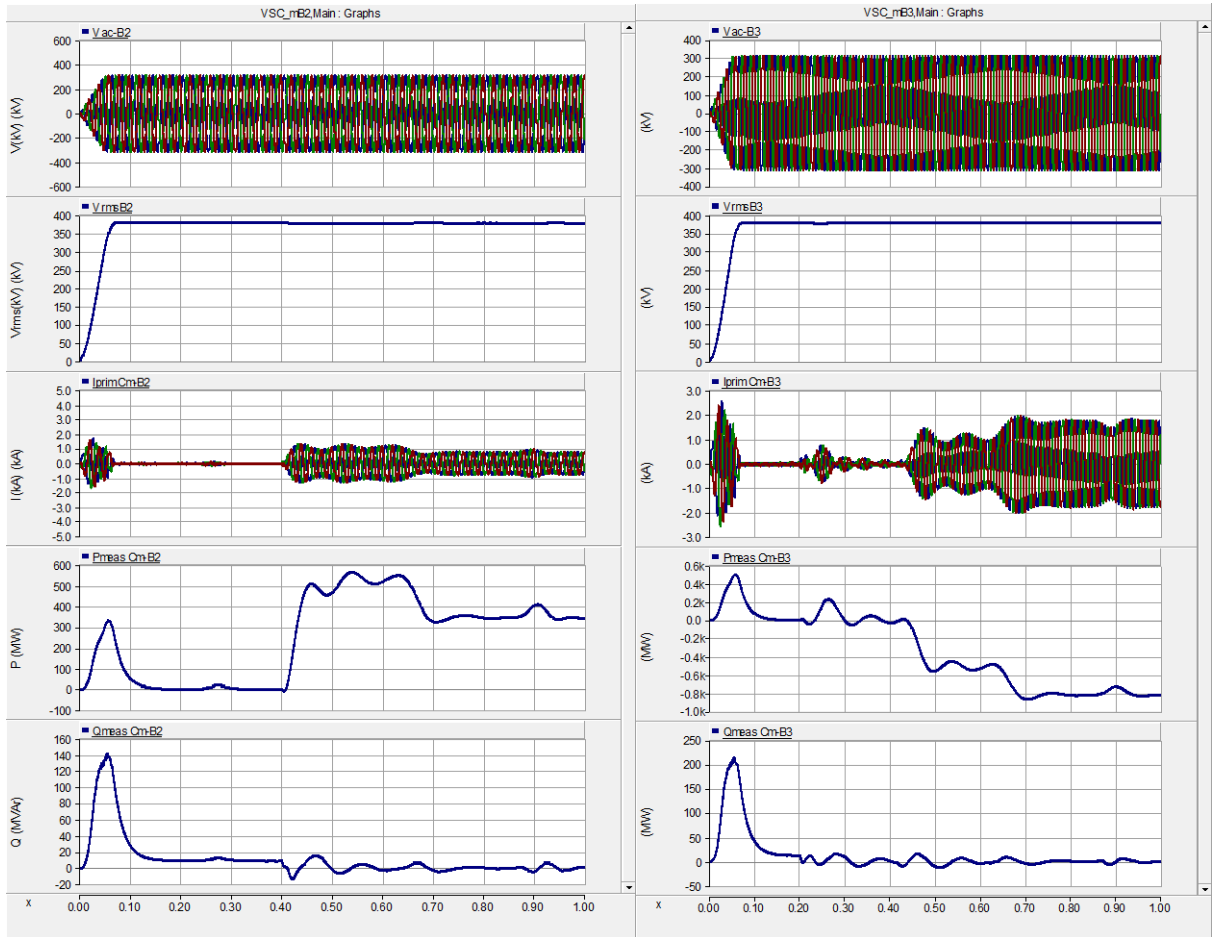 VSC_mB2,Main : Graphs
Vac-B2
V(kV) (kV)
600
400
200
0
-200
-400
-600
VrmsB2
Vrms(kV) (kV)
400
350
300
250
200
150
100
50
0
IprimCm-B2
I (kA) (kA)
5.0
4.0
3.0
2.0
1.0
0.0
-1.0
-2.0
-3.0
-4.0
-5.0
Pmeas Cm-B2
P (MW)
600
500
400
300
200
100
0
-100
Qmeas Cm-B2
Q (MVAr)
160
140
120
100
80
60
40
20
0
-20
x 0.00 0.10 0.20 0.30 0.40 0.50 0.60 0.70 0.80 0.90 1.00
VSC_mB3,Main : Graphs
Vac-B3
(kV)
400
300
200
100
0
-100
-200
-300
-400
VrmsB3
(kV)
400
350
300
250
200
150
100
50
0
IprimCm-B3
(kA)
3.0
2.0
1.0
0.0
-1.0
-2.0
-3.0
Pmeas Cm-B3
(MW)
0.6k
0.4k
0.2k
0.0
-0.2k
-0.4k
-0.6k
-0.8k
-1.0k
Qmeas Cm-B3
(MW)
250
200
150
100
50
0
-50
x 0.00 0.10 0.20 0.30 0.40 0.50 0.60 0.70 0.80 0.90 1.00